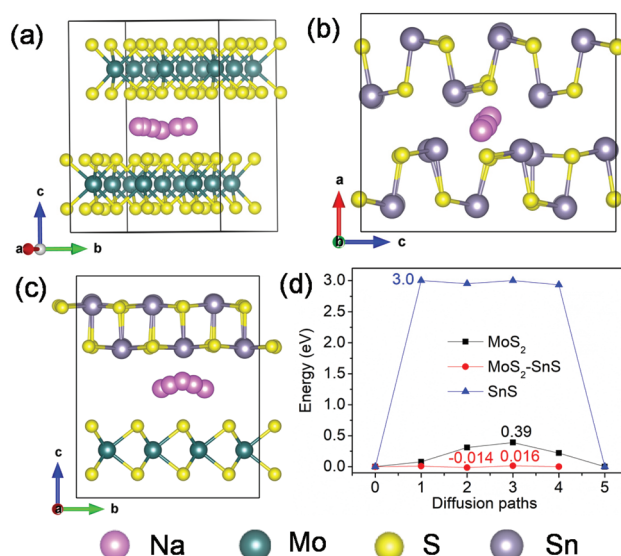 (a)
c
a
b
(b)
a
b
c
(c)
c
a
b
(d)
Energy (eV)
3.0
2.5
2.0
1.5
1.0
0.5
0.0
3.0
MoS2
MoS2-SnS
SnS
0.39
-0.014
0.016
0 1 2 3 4 5
Diffusion paths
Na Mo S Sn